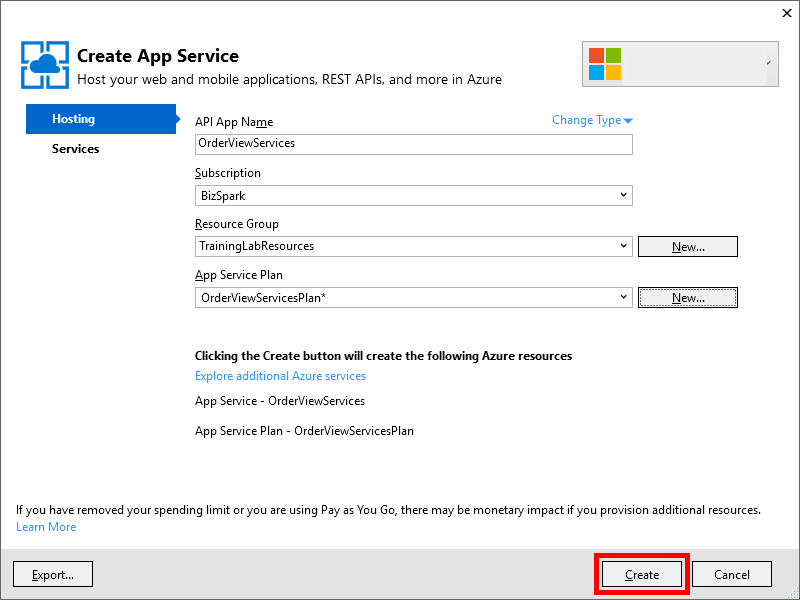 Create App Service
Host your web and mobile applications, REST APIs, and more in Azure
Hosting
Services
API App Name
Change Type
OrderViewServices
Subscription
BizSpark
Resource Group
TrainingLabResources
New...
App Service Plan
OrderViewServicesPlan*
New...
Clicking the Create button will create the following Azure resources
Explore additional Azure services
App Service - OrderViewServices
App Service Plan - OrderViewServicesPlan
If you have removed your spending limit or you are using Pay as You Go, there may be monetary impact if you provision additional resources.
Learn More
Export...
Create
Cancel